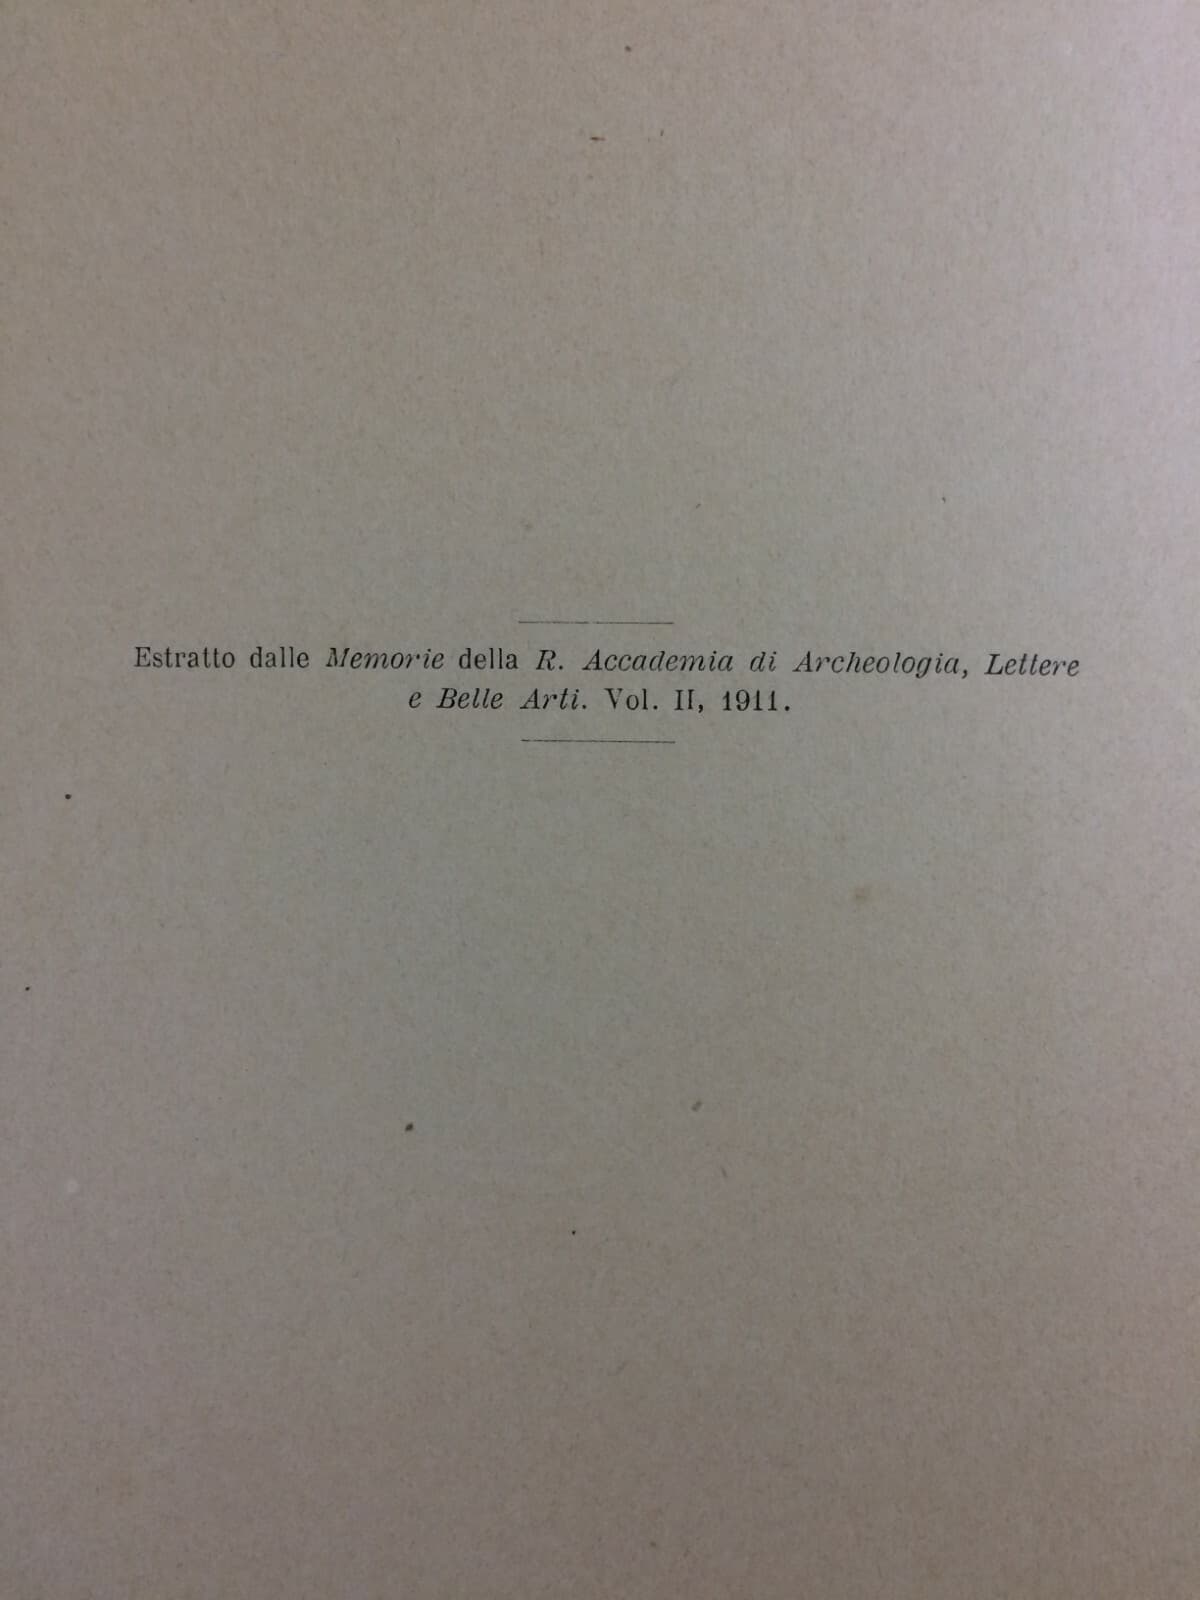 Estratto dalle Memorie della R. Accademia di Archeologia, Lettere
e Belle Arti. Vol. II, 1911.